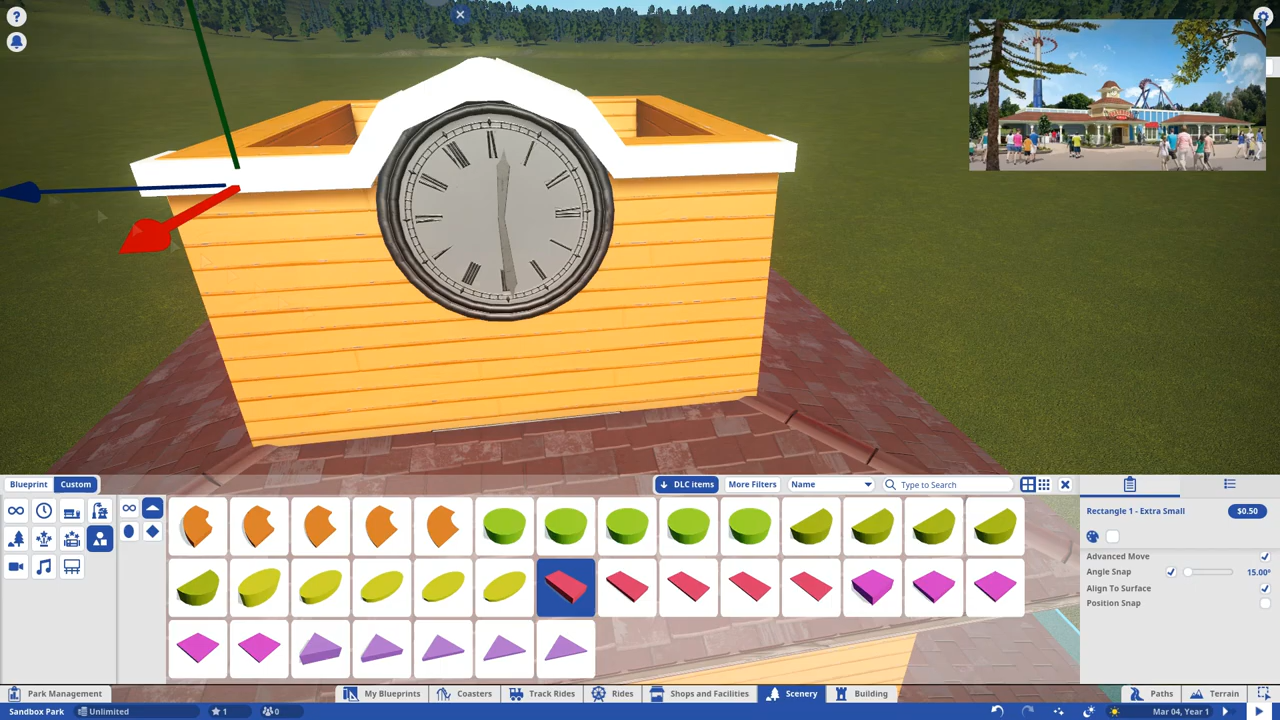 Blueprint Custom DLC items More Filters Name Type to Search
Rectangle 1 - Extra Small $0.50
Advanced Move
Angle Snap 15.00°
Align To Surface
Position Snap
Park Management My Blueprints Coasters Track Rides Rides Shops and Facilities Scenery Building Paths Terrain
Sandbox Park Unlimited 1 0 Mar 04, Year 1